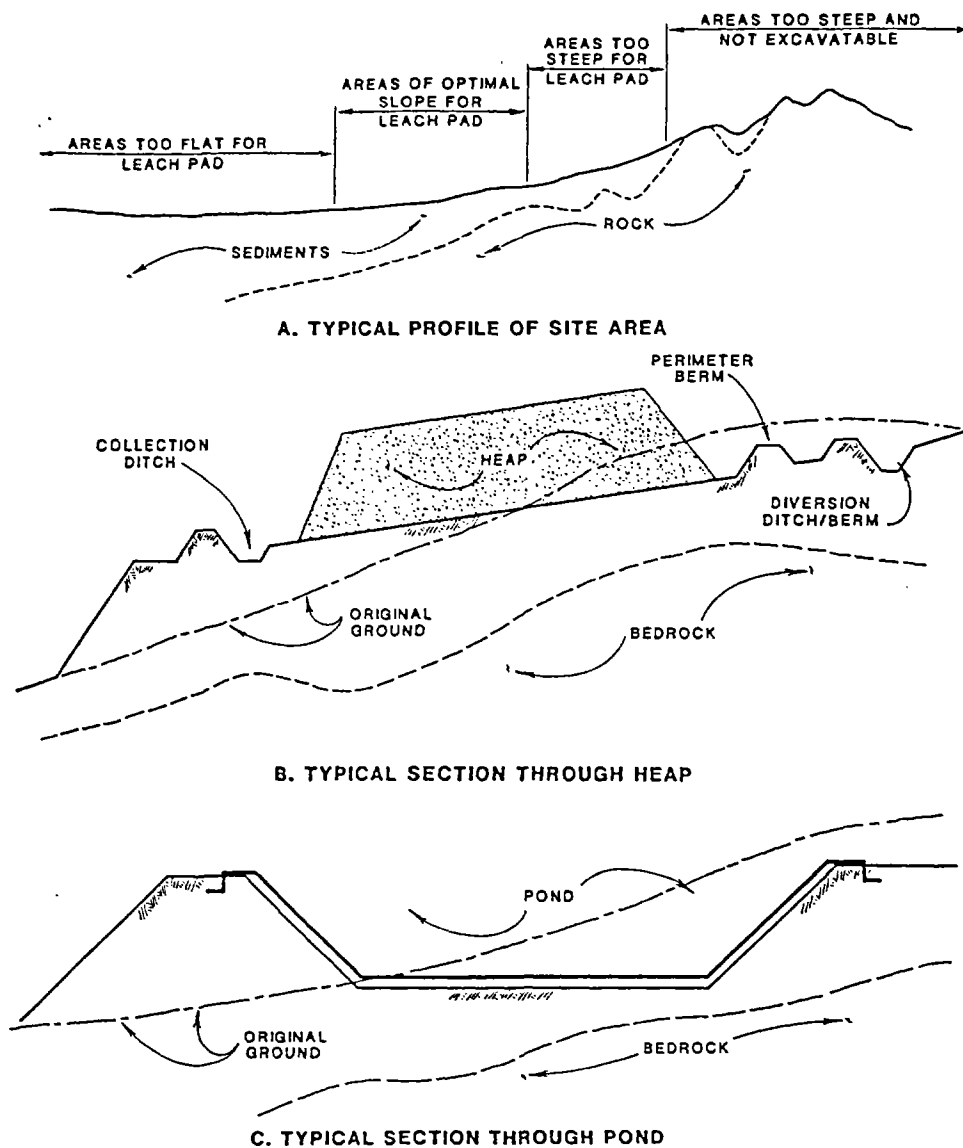 AREAS TOO STEEP AND
NOT EXCAVATABLE
AREAS TOO
STEEP FOR
LEACH PAD
AREAS OF OPTIMAL
SLOPE FOR
LEACH PAD
AREAS TOO FLAT FOR
LEACH PAD
SEDIMENTS
ROCK
A. TYPICAL PROFILE OF SITE AREA
PERIMETER
BERM
COLLECTION
DITCH
HEAP
DIVERSION
DITCH/BERM
ORIGINAL
GROUND
BEDROCK
B. TYPICAL SECTION THROUGH HEAP
POND
ORIGINAL
GROUND
BEDROCK
C. TYPICAL SECTION THROUGH POND